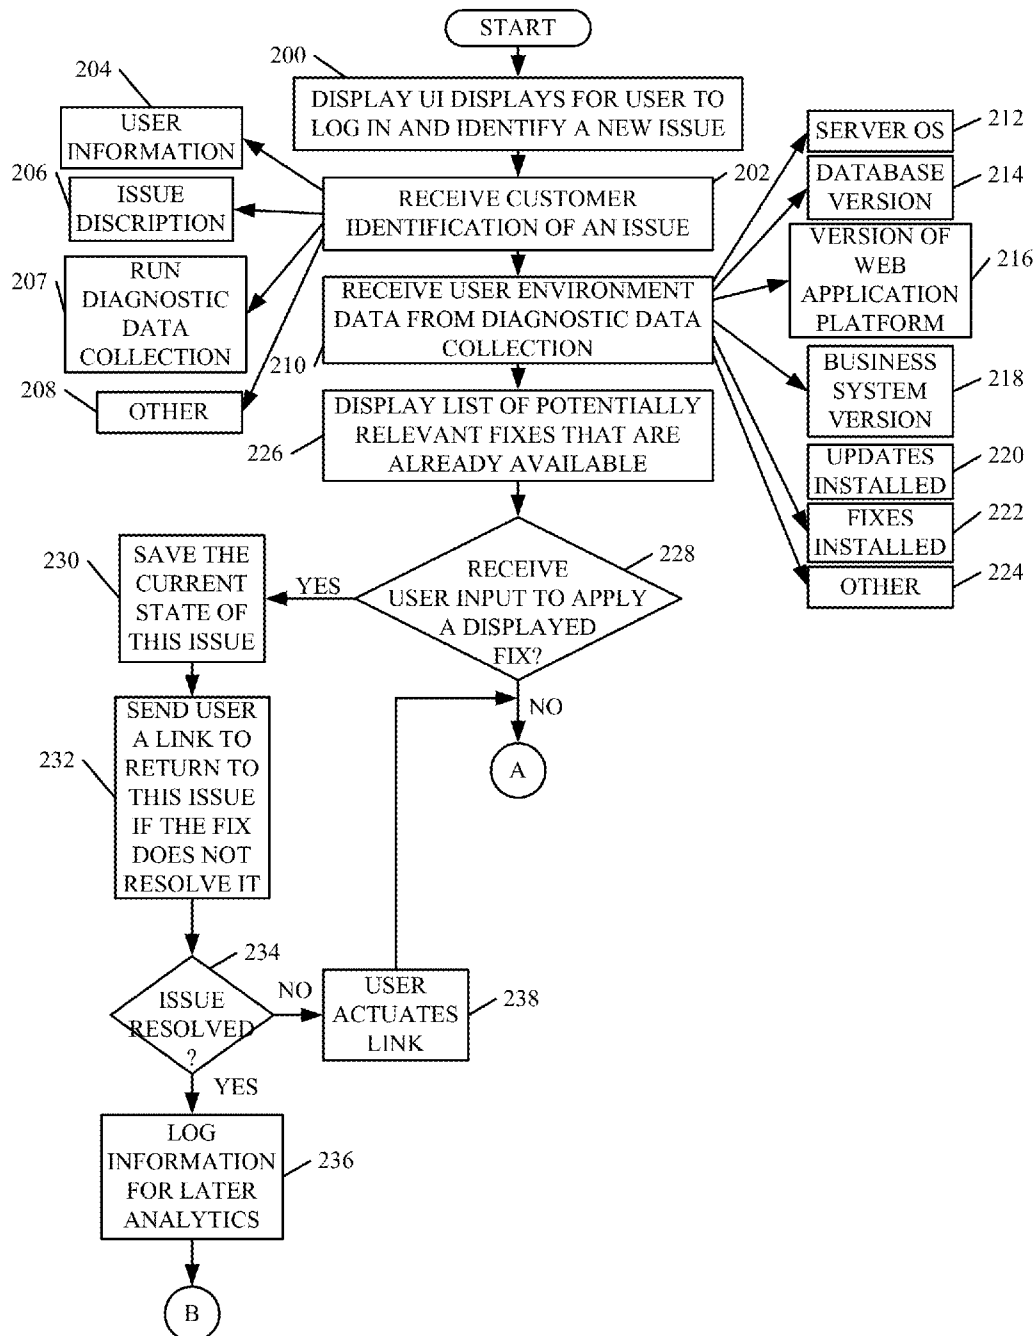 START
200
DISPLAY UI DISPLAYS FOR USER TO
LOG IN AND IDENTIFY A NEW ISSUE
204
USER
INFORMATION
206
ISSUE
DISCRIPTION
207
RUN
DIAGNOSTIC
DATA
COLLECTION
208
OTHER
202
RECEIVE CUSTOMER
IDENTIFICATION OF AN ISSUE
210
RECEIVE USER ENVIRONMENT
DATA FROM DIAGNOSTIC DATA
COLLECTION
SERVER OS
212
DATABASE
VERSION
214
VERSION OF
WEB
APPLICATION
PLATFORM
216
BUSINESS
SYSTEM
VERSION
218
UPDATES
INSTALLED
220
FIXES
INSTALLED
222
OTHER
224
226
DISPLAY LIST OF POTENTIALLY
RELEVANT FIXES THAT ARE
ALREADY AVAILABLE
228
RECEIVE
USER INPUT TO APPLY
A DISPLAYED
FIX?
YES
NO
A
230
SAVE THE
CURRENT
STATE OF
THIS ISSUE
232
SEND USER
A LINK TO
RETURN TO
THIS ISSUE
IF THE FIX
DOES NOT
RESOLVE IT
234
ISSUE
RESOLVED
?
NO
USER
ACTUATES
LINK
238
YES
LOG
INFORMATION
FOR LATER
ANALYTICS
236
B